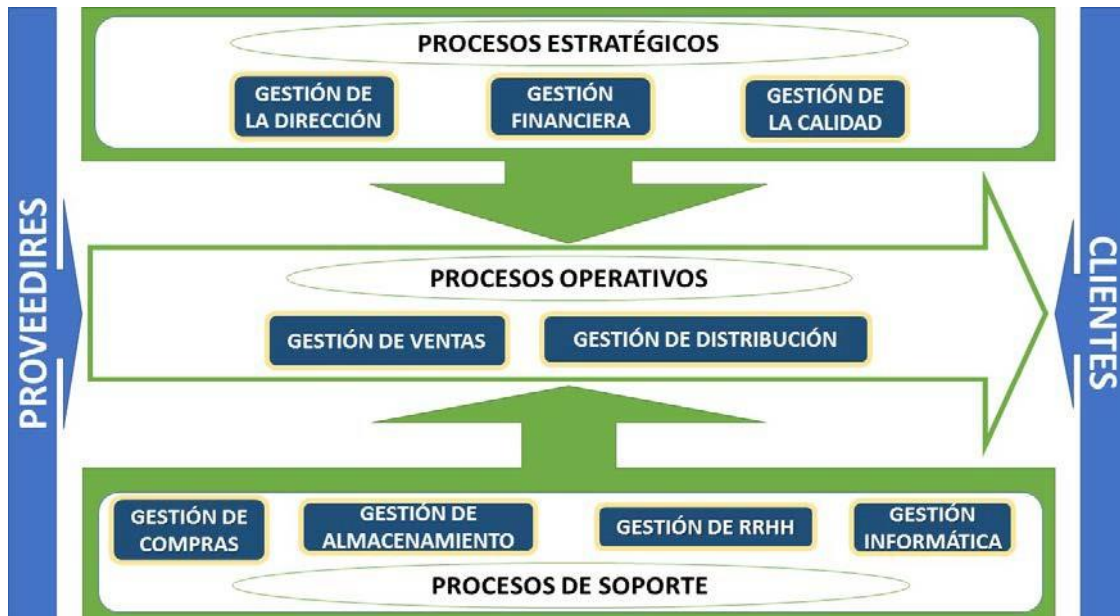 PROCESOS ESTRATÉGICOS
GESTIÓN DE
LA DIRECCIÓN
GESTIÓN
FINANCIERA
GESTIÓN DE
LA CALIDAD
PROVEEDIRES
PROCESOS OPERATIVOS
GESTIÓN DE VENTAS
GESTIÓN DE DISTRIBUCIÓN
CLIENTES
GESTIÓN DE
COMPRAS
GESTIÓN DE
ALMACENAMIENTO
GESTIÓN DE RRHH
GESTIÓN
INFORMÁTICA
PROCESOS DE SOPORTE